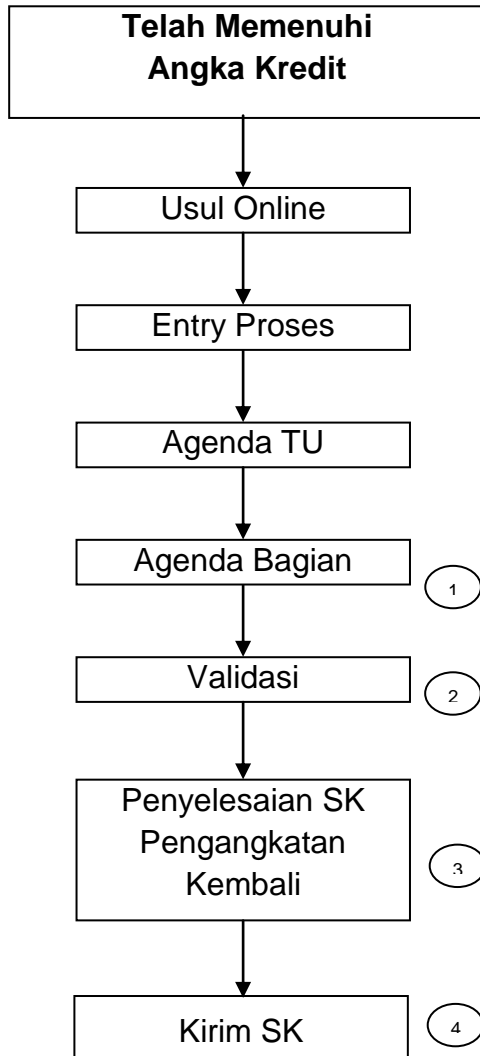 Telah Memenuhi
Angka Kredit
Usul Online
Entry Proses
Agenda TU
Agenda Bagian
1
Validasi
2
Penyelesaian SK
Pengangkatan
Kembali
3
Kirim SK
4